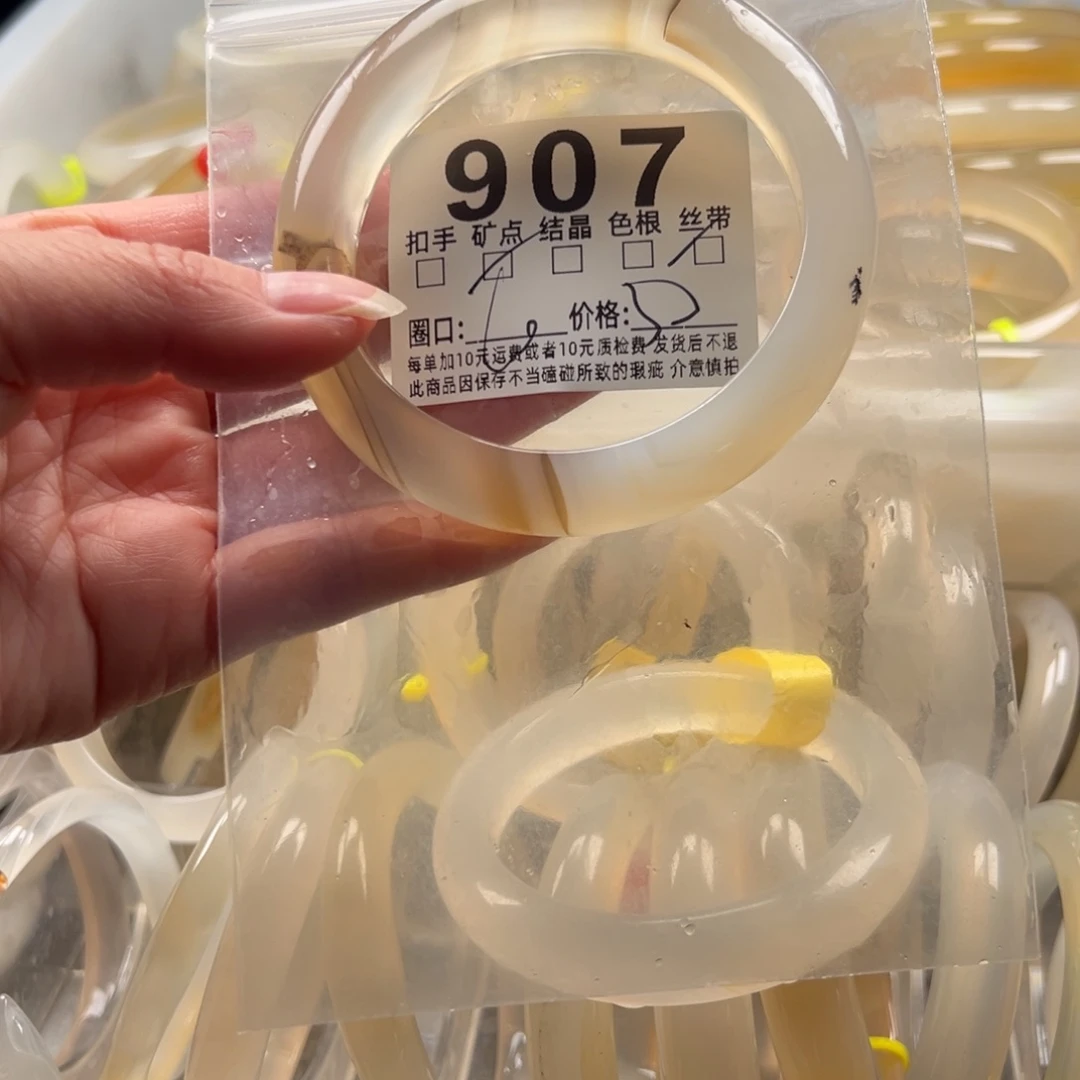 907
扣手 矿点 结晶 色根 丝带
圈口: 价格:
每单加10元运费或者10元质检费 发货后不退
此商品因保存不当磕碰所致的瑕疵 介意慎拍